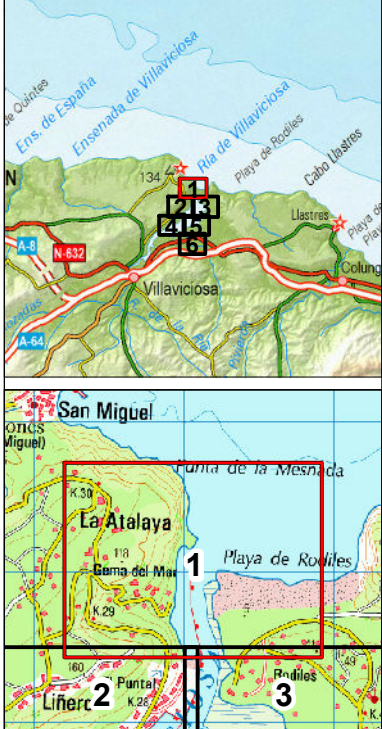 de Quintes
Ens. de España
Ensenada de Villaviciosa
Ría de Villaviciosa
Playa de Rodiles
Cabo Llastres
134
N
1
2 3
Llastres
Playa de
4 5
A-8
N-632
6
Colung
Villaviciosa
A-64
San Miguel
ones
Miguel)
Punta de la Mesnada
K.30
La Atalaya
118
Gema del Mar
1
Playa de Rodiles
K.29
160
Puntal
2
Rodiles
49
3
Liñero
K.28